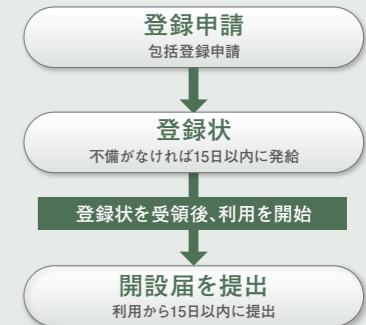 登録申請
包括登録申請
登録状
不備がなければ15日以内に発給
登録状を受領後、利用を開始
開設届を提出
利用から15日以内に提出